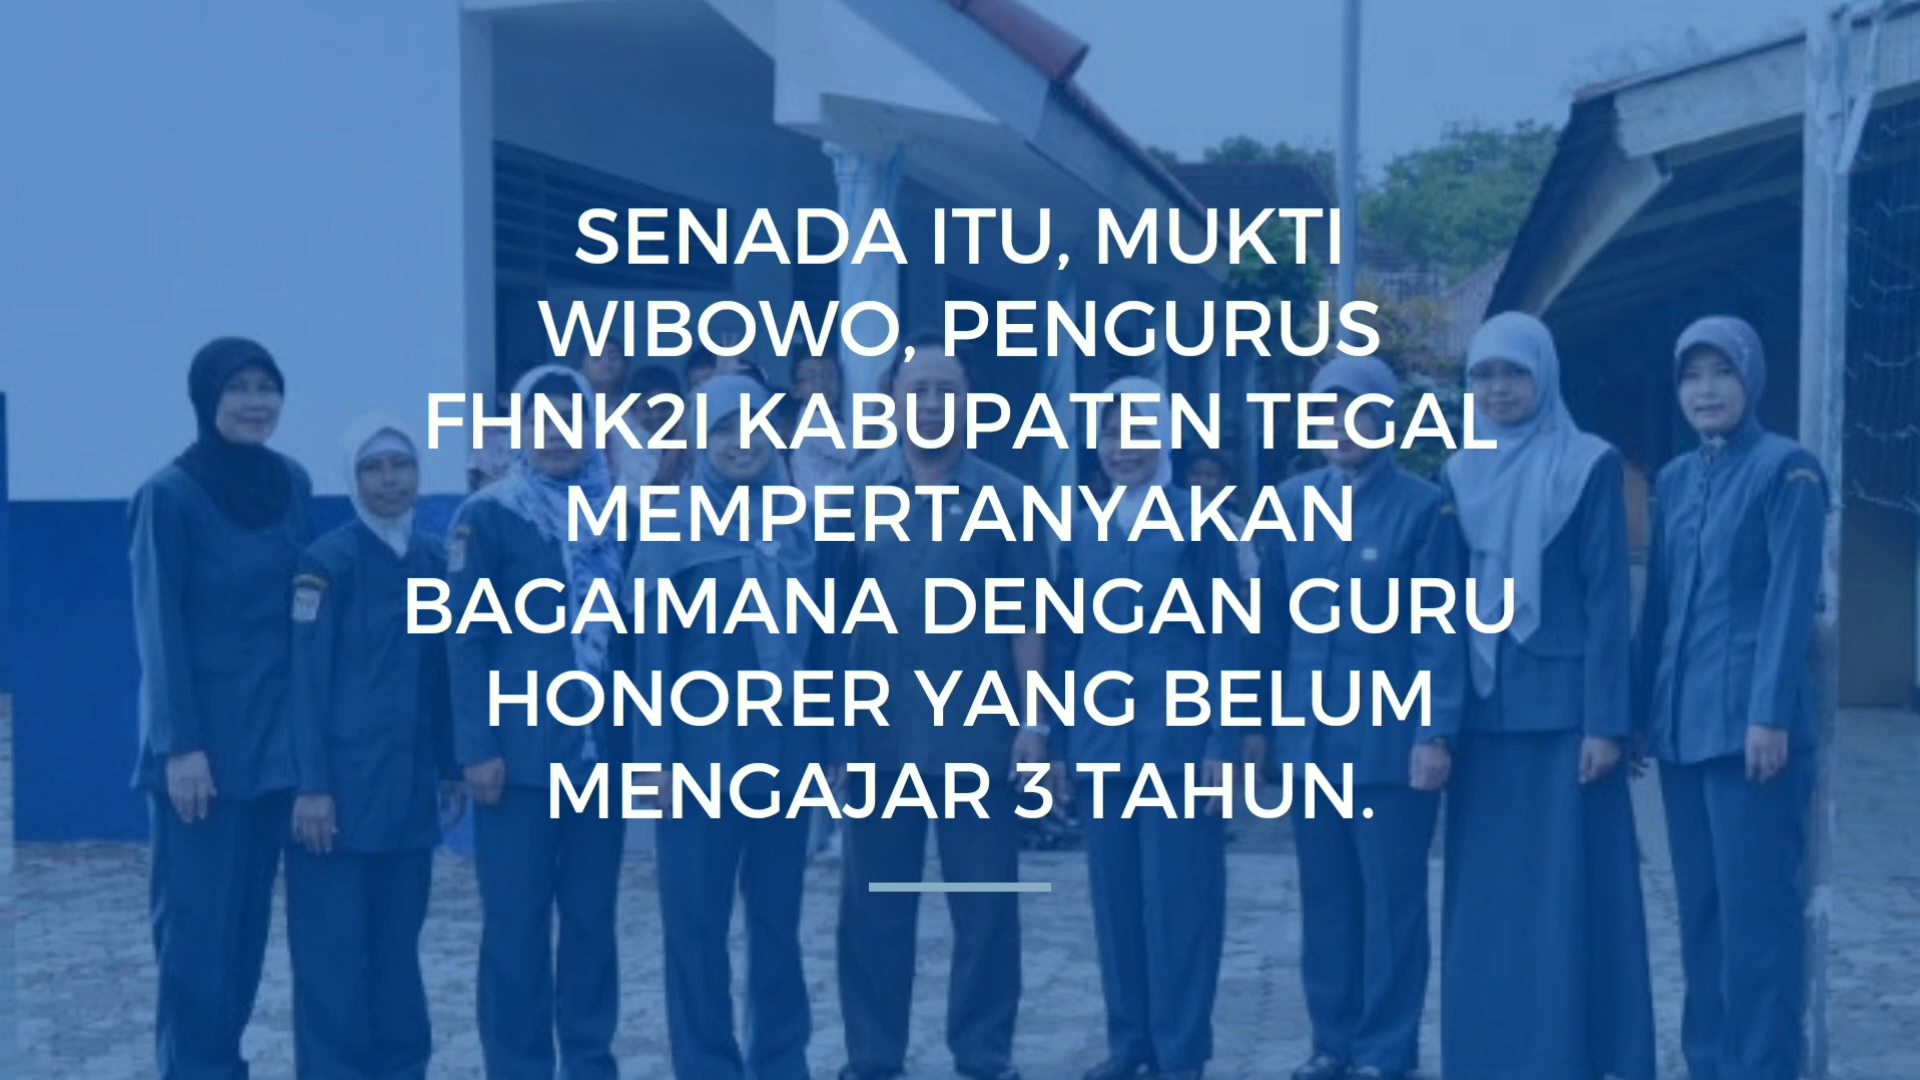 SENADA ITU, MUKTI
WIBOWO, PENGURUS
FHNK2I KABUPATEN TEGAL
MEMPERTANYAKAN
BAGAIMANA DENGAN GURU
HONORER YANG BELUM
MENGAJAR 3 TAHUN.